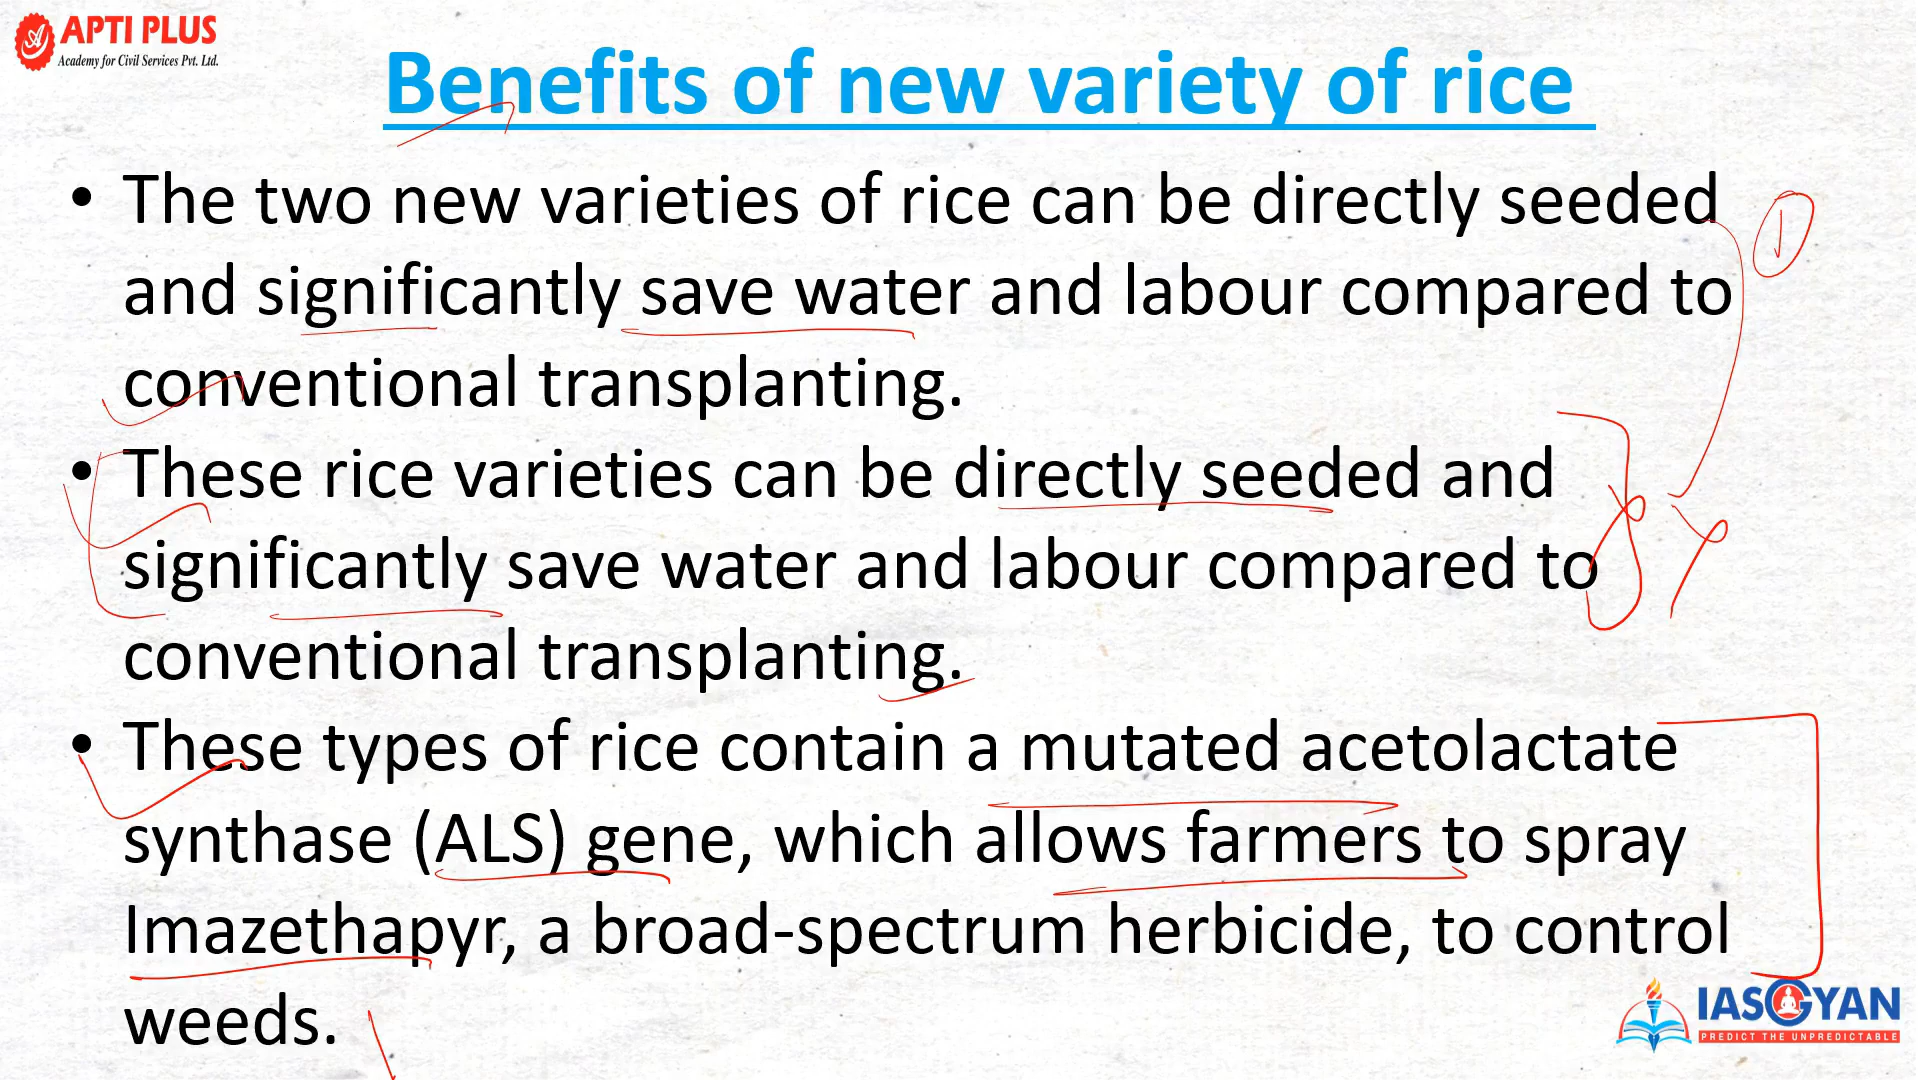 APTI PLUS
Academy for Civil Services Pvt. Ltd.
Benefits of new variety of rice
• The two new varieties of rice can be directly seeded
and significantly save water and labour compared to
conventional transplanting.
• These rice varieties can be directly seeded and
significantly save water and labour compared to
conventional transplanting.
• These types of rice contain a mutated acetolactate
synthase (ALS) gene, which allows farmers to spray
Imazethapyr, a broad-spectrum herbicide, to control
weeds.
IASGYAN
PREDICT THE UNPREDICTABLE